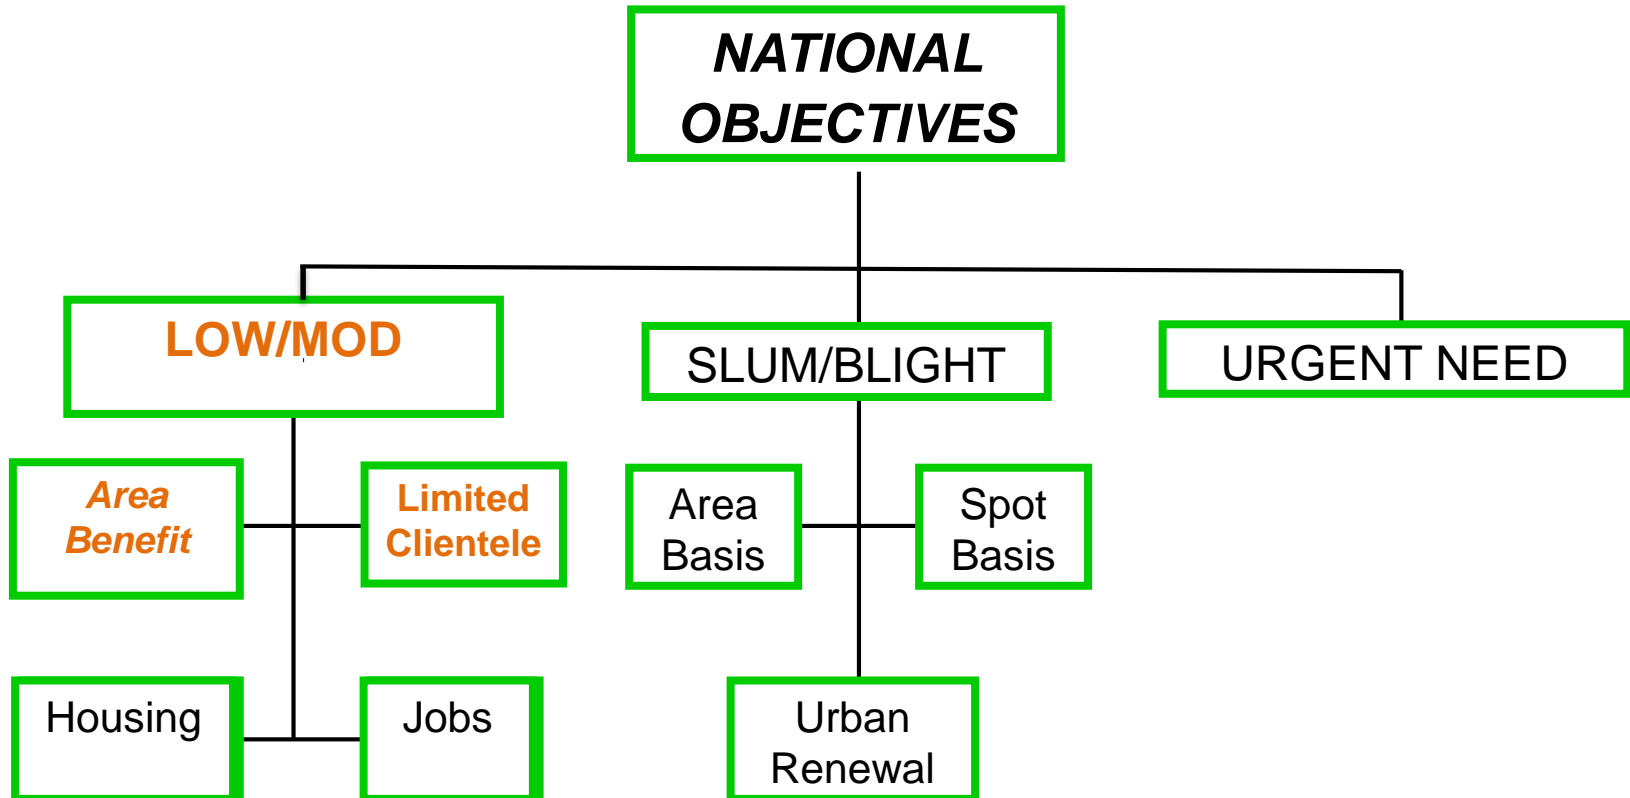 NATIONAL
OBJECTIVES
LOW/MOD
SLUM/BLIGHT
URGENT NEED
Area
Benefit
Limited
Clientele
Area
Basis
Spot
Basis
Housing
Jobs
Urban
Renewal